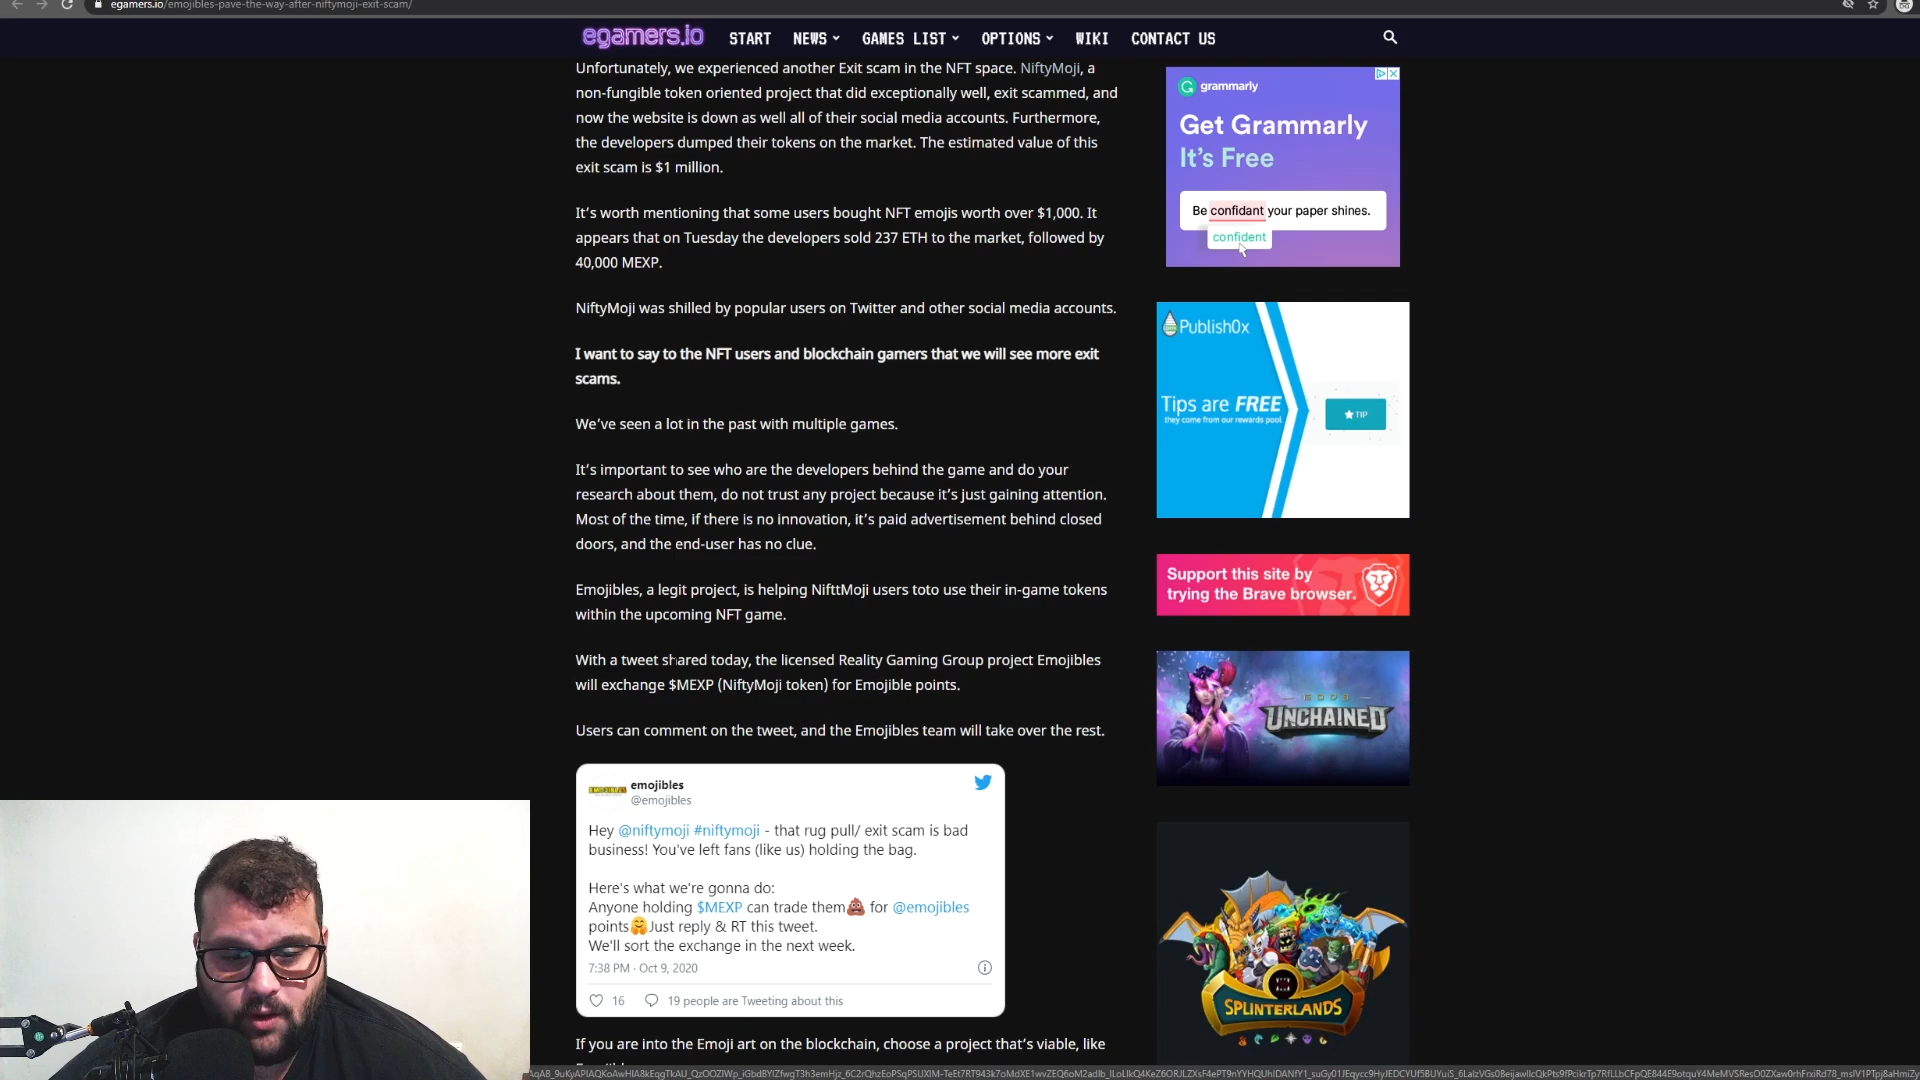 egamers.io/emojibles-pave-the-way-after-niftymoji-exit-scam/
egamers.io START NEWS GAMES LIST OPTIONS WIKI CONTACT US
Unfortunately, we experienced another Exit scam in the NFT space. NiftyMoji, a
non-fungible token oriented project that did exceptionally well, exit scammed, and
now the website is down as well all of their social media accounts. Furthermore,
the developers dumped their tokens on the market. The estimated value of this
exit scam is $1 million.
It's worth mentioning that some users bought NFT emojis worth over $1,000. It
appears that on Tuesday the developers sold 237 ETH to the market, followed by
40,000 MEXP.
NiftyMoji was shilled by popular users on Twitter and other social media accounts.
I want to say to the NFT users and blockchain gamers that we will see more exit
scams.
We've seen a lot in the past with multiple games.
It's important to see who are the developers behind the game and do your
research about them, do not trust any project because it's just gaining attention.
Most of the time, if there is no innovation, it's paid advertisement behind closed
doors, and the end-user has no clue.
Emojibles, a legit project, is helping NifttMoji users toto use their in-game tokens
within the upcoming NFT game.
With a tweet shared today, the licensed Reality Gaming Group project Emojibles
will exchange $MEXP (NiftyMoji token) for Emojible points.
Users can comment on the tweet, and the Emojibles team will take over the rest.
EMOJIBLES
emojibles
@emojibles
Hey @niftymoji #niftymoji - that rug pull/ exit scam is bad
business! You've left fans (like us) holding the bag.
Here's what we're gonna do:
Anyone holding $MEXP can trade them💩 for @emojibles
points🤗Just reply & RT this tweet.
We'll sort the exchange in the next week.
7:38 PM · Oct 9, 2020
16 19 people are Tweeting about this
If you are into the Emoji art on the blockchain, choose a project that's viable, like
grammarly
Get Grammarly
It's Free
Be confidant your paper shines.
confident
Publish0x
Tips are FREE
they come from our rewards pool
TIP
Support this site by
trying the Brave browser.
GODS
UNCHAINED
SPLINTERLANDS